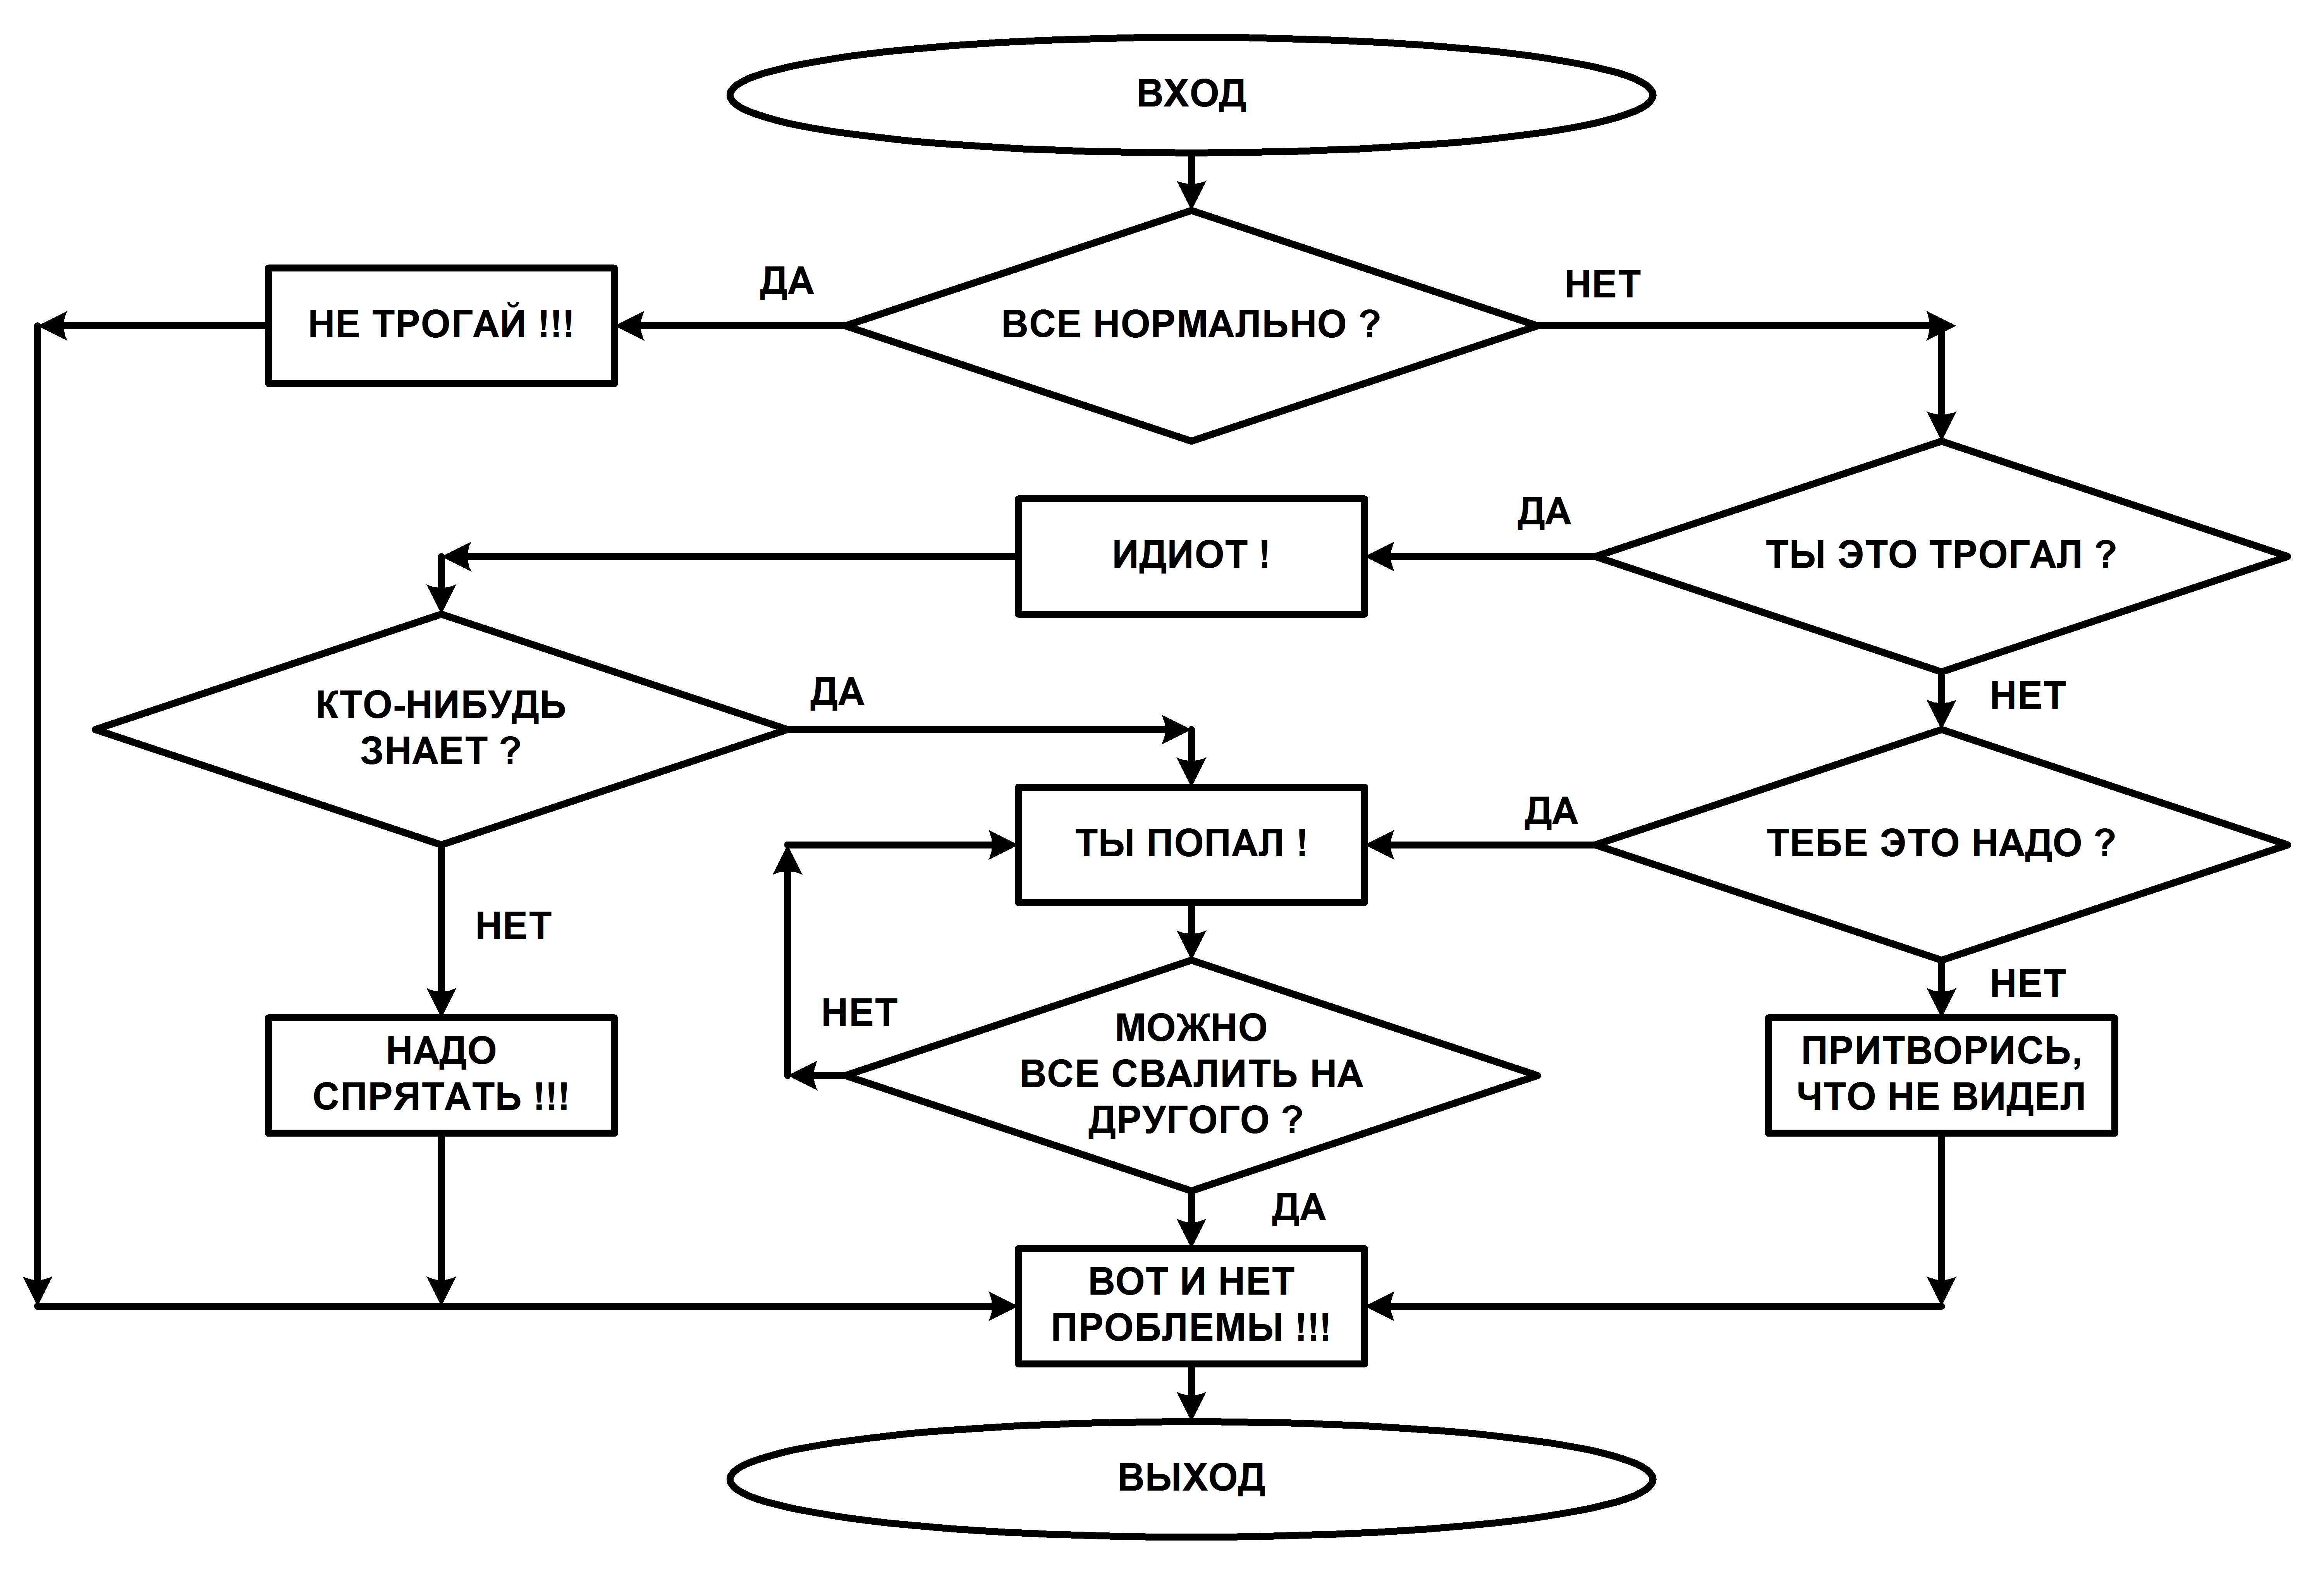 ВХОД
ДА
НЕТ
НЕ ТРОГАЙ !!!
ВСЕ НОРМАЛЬНО ?
ДА
ИДИОТ !
ТЫ ЭТО ТРОГАЛ ?
КТО-НИБУДЬ
ЗНАЕТ ?
ДА
НЕТ
ДА
ТЫ ПОПАЛ !
ТЕБЕ ЭТО НАДО ?
НЕТ
НЕТ
НЕТ
НАДО
СПРЯТАТЬ !!!
МОЖНО
ВСЕ СВАЛИТЬ НА
ДРУГОГО ?
ПРИТВОРИСЬ,
ЧТО НЕ ВИДЕЛ
ДА
ВОТ И НЕТ
ПРОБЛЕМЫ !!!
ВЫХОД